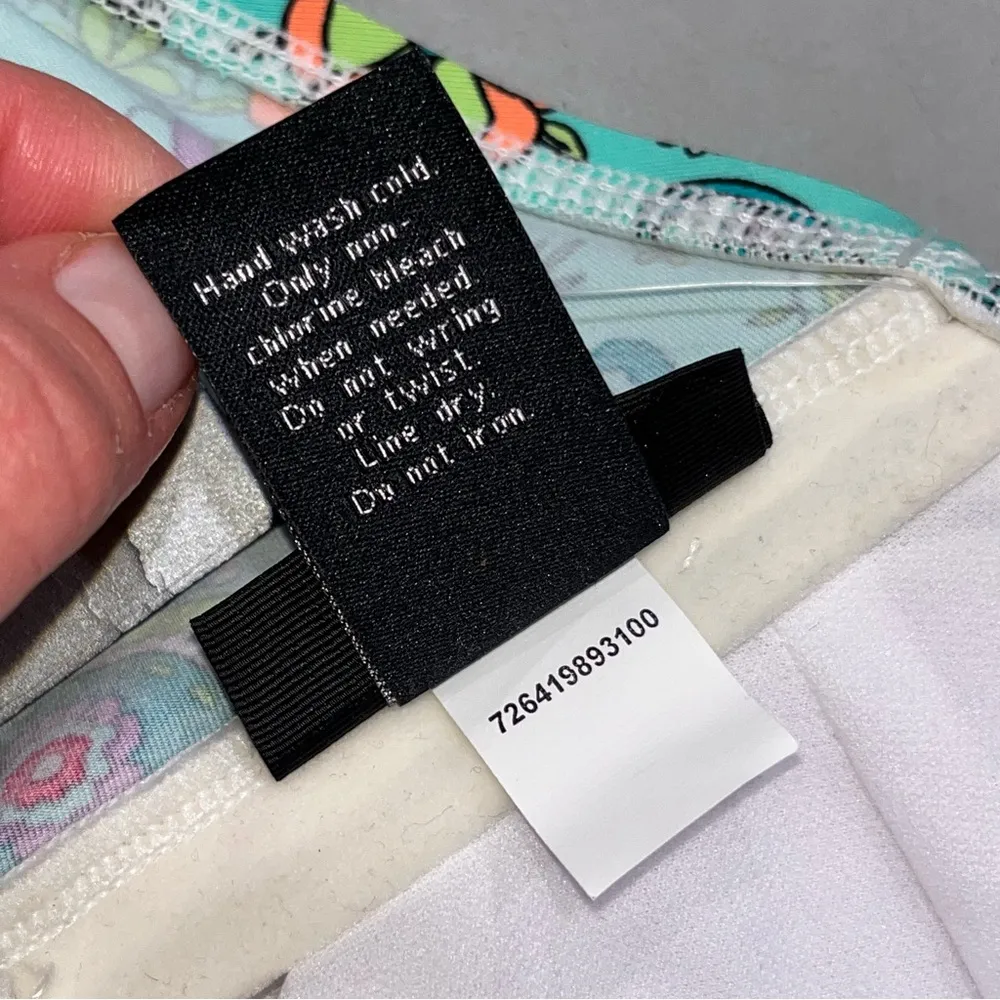 Hand wash cold.
Only non-
chlorine bleach
when needed
Do not wring
or twist.
Line dry.
Do not iron.
726419893100